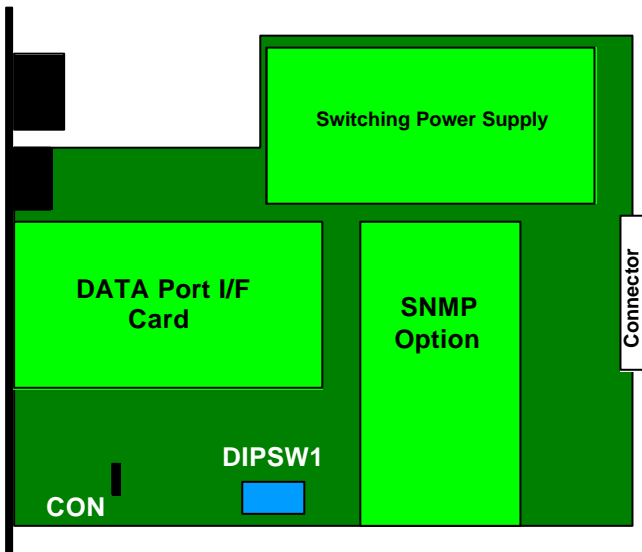 Switching Power Supply
DATA Port I/F
Card
SNMP
Option
Connector
DIPSW1
CON